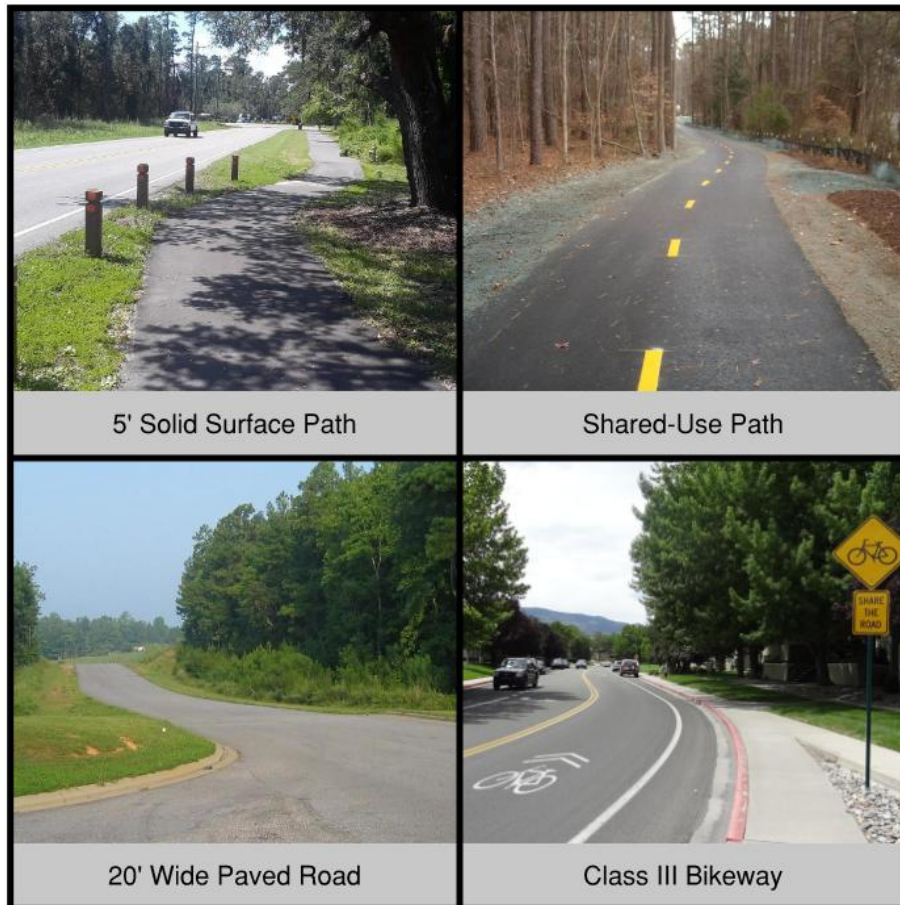 5' Solid Surface Path
Shared-Use Path
SHARE
THE
ROAD
20' Wide Paved Road
Class III Bikeway